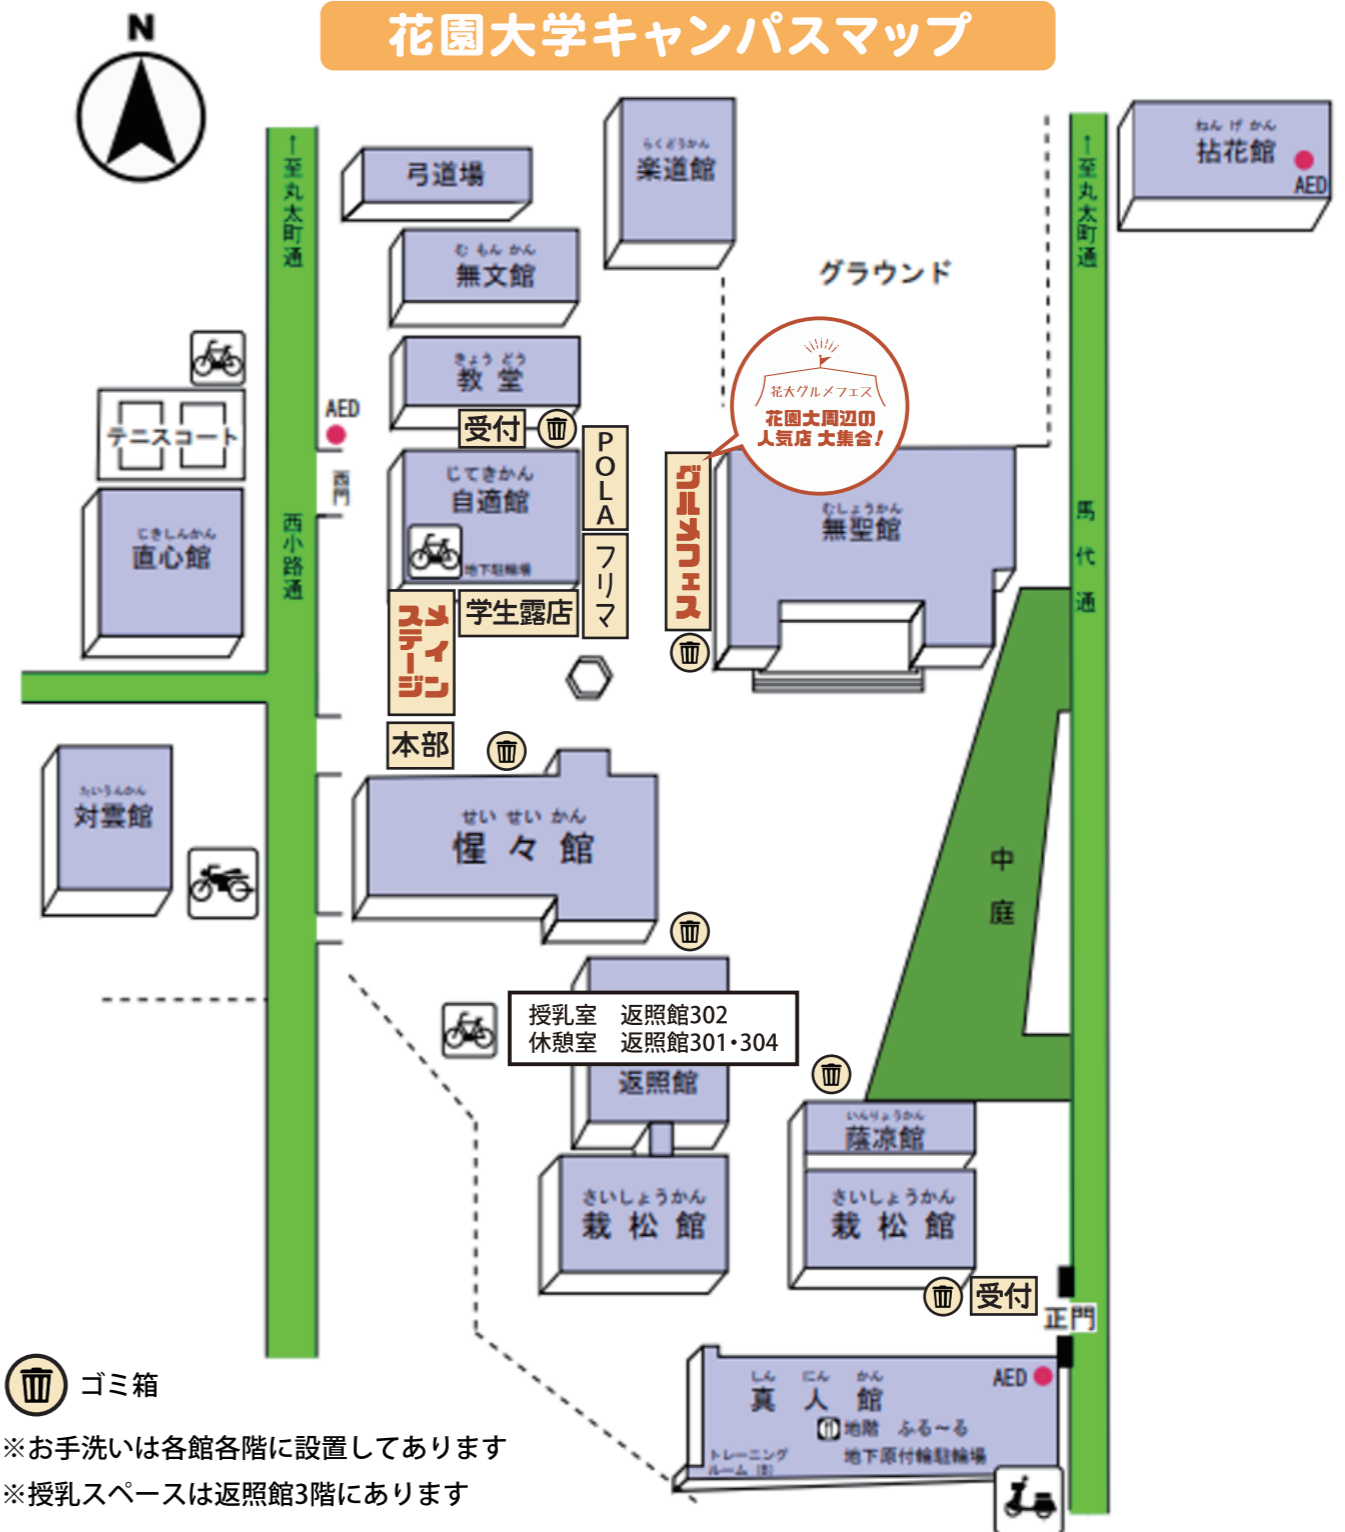 花園大学キャンパスマップ
N
↑至丸太町通
弓道場
らくどうかん
楽道館
↑至丸太町通
ねんげかん
拈花館
AED
むもんかん
無文館
グラウンド
きょうどう
教堂
花大グルメフェス
花園大周辺の
人気店 大集合!
AED
受付
テニスコート
西門
POLA
じてきかん
自適館
地下駐輪場
グルメフェス
むしょうかん
無聖館
じきしんかん
直心館
西小路通
馬代通
フリマ
学生露店
メイン
ステージ
本部
たいうんかん
対雲館
せいせいかん
惺々館
中庭
授乳室 返照館302
休憩室 返照館301・304
返照館
いんりょうかん
蔭凉館
さいしょうかん
栽松館
さいしょうかん
栽松館
受付
正門
しんにんかん
真人館
AED
地階 ふる~る
トレーニング
ルーム(B)
地下原付輪駐輪場
ゴミ箱
※お手洗いは各館各階に設置してあります
※授乳スペースは返照館3階にあります